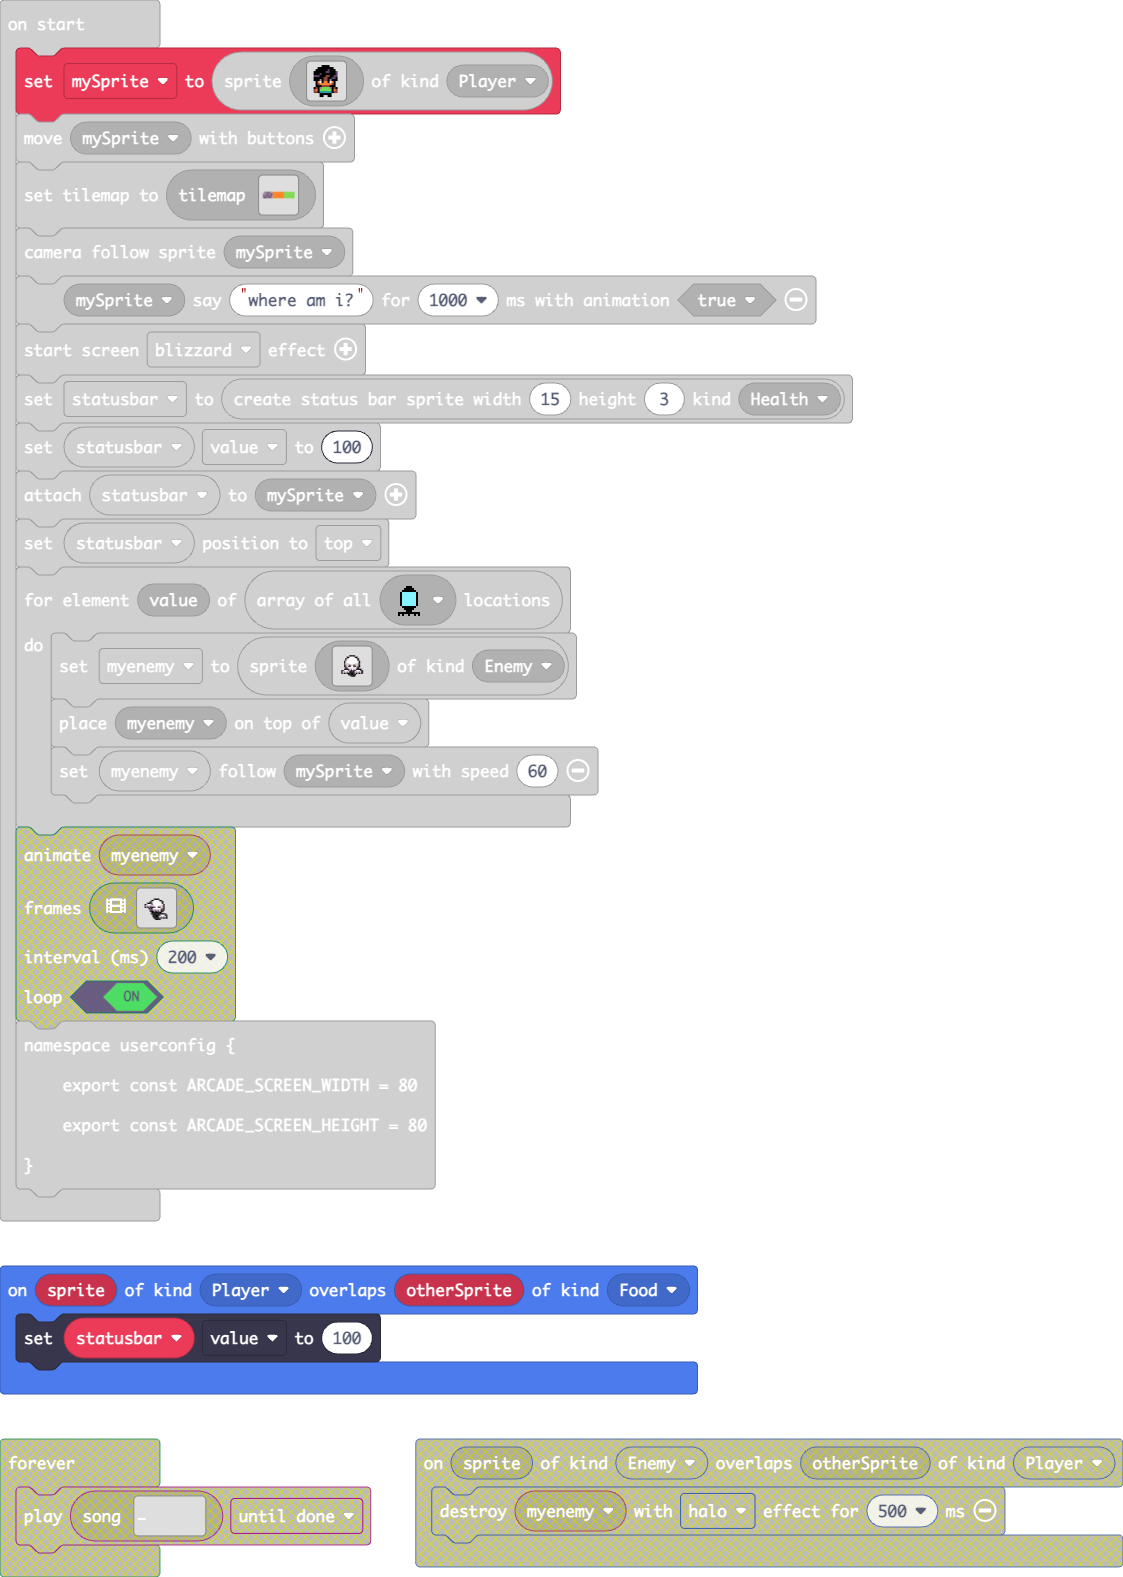 on start
set mySprite to sprite of kind Player
move mySprite with buttons
set tilemap to tilemap
camera follow sprite mySprite
mySprite say "where am i?" for 1000 ms with animation true
start screen blizzard effect
set statusbar to create status bar sprite width 15 height 3 kind Health
set statusbar value to 100
attach statusbar to mySprite
set statusbar position to top
for element value of array of all locations
do
set myenemy to sprite of kind Enemy
place myenemy on top of value
set myenemy follow mySprite with speed 60
animate myenemy
frames
interval (ms) 200
loop ON
namespace userconfig {
export const ARCADE_SCREEN_WIDTH = 80
export const ARCADE_SCREEN_HEIGHT = 80
}
on sprite of kind Player overlaps otherSprite of kind Food
set statusbar value to 100
forever
play song until done
on sprite of kind Enemy overlaps otherSprite of kind Player
destroy myenemy with halo effect for 500 ms